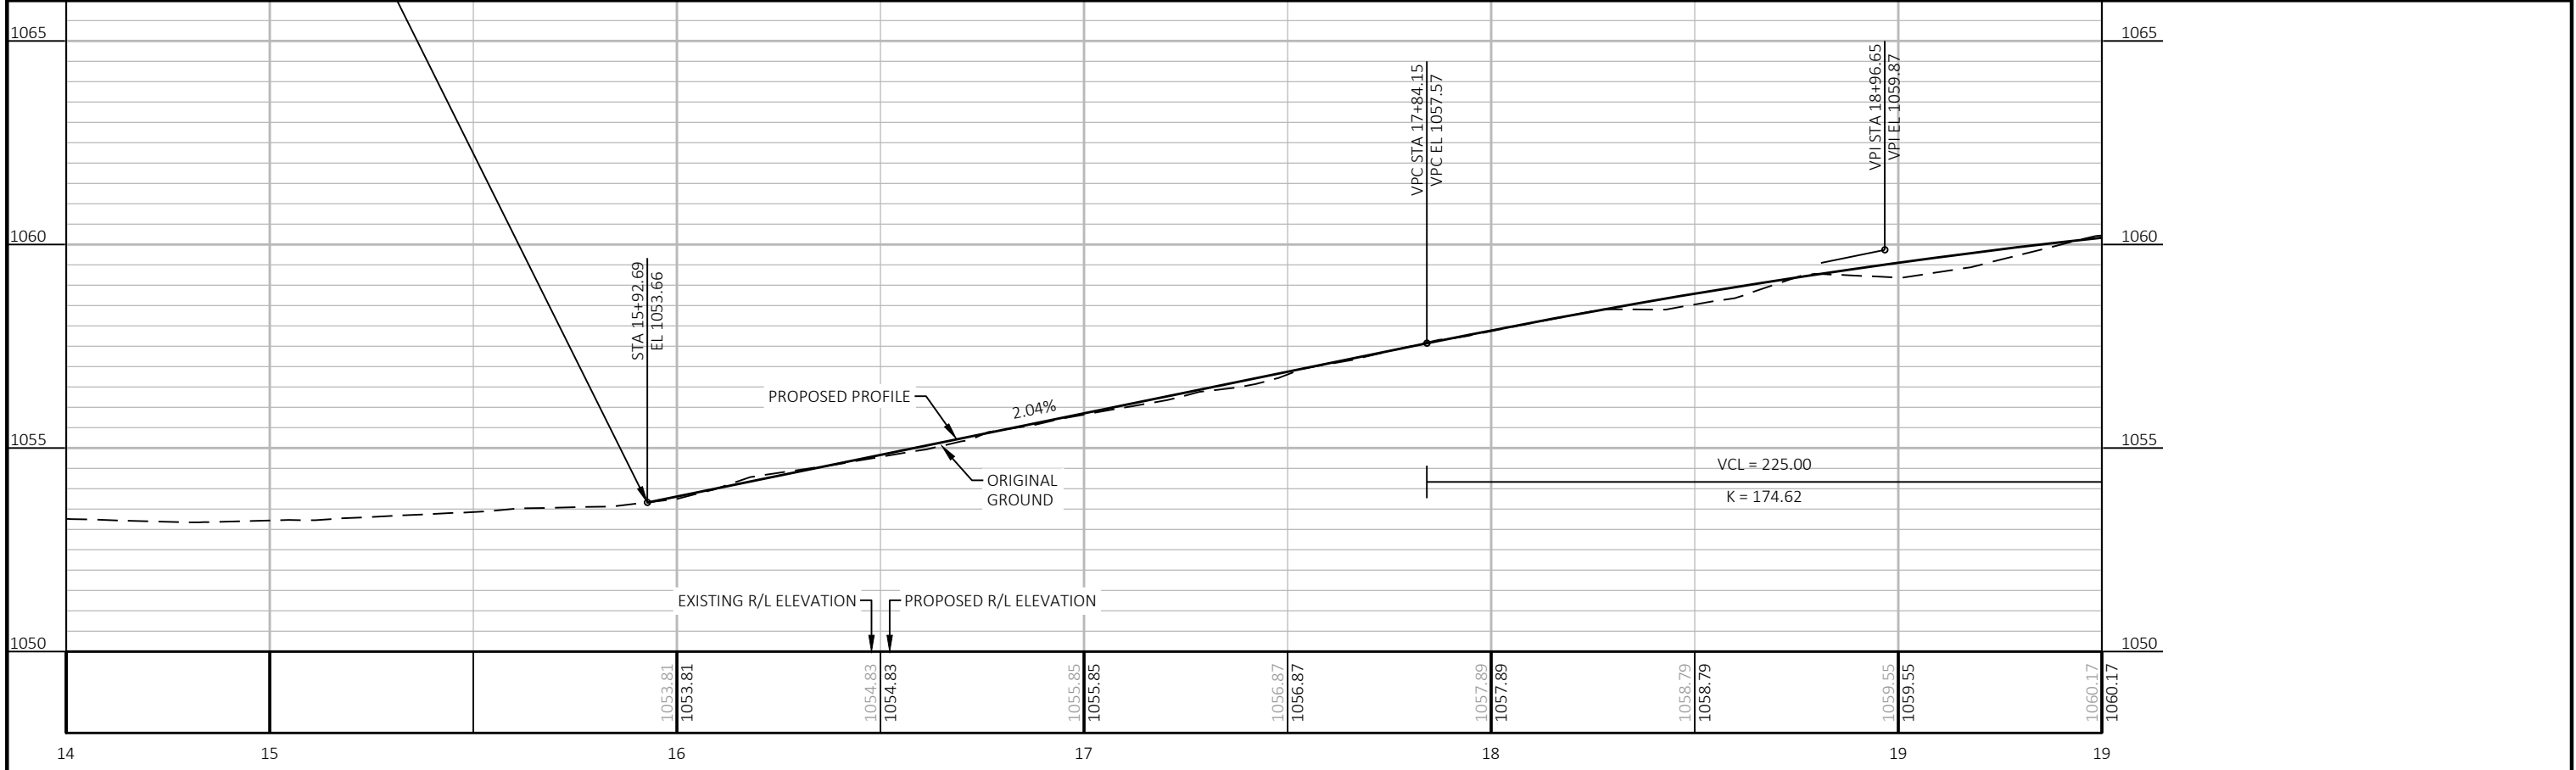 1065
1065
VPI STA 18+96.65
VPI EL 1059.87
VPC STA 17+84.15
VPC EL 1057.57
1060
1060
STA 15+92.69
EL 1053.66
PROPOSED PROFILE
2.04%
1055
1055
VCL = 225.00
K = 174.62
ORIGINAL
GROUND
EXISTING R/L ELEVATION
PROPOSED R/L ELEVATION
1050
1050
1053.81
1053.81
1054.83
1054.83
1055.85
1055.85
1056.87
1056.87
1057.89
1057.89
1058.79
1058.79
1059.55
1059.55
1060.17
1060.17
14
15
16
17
18
19
19